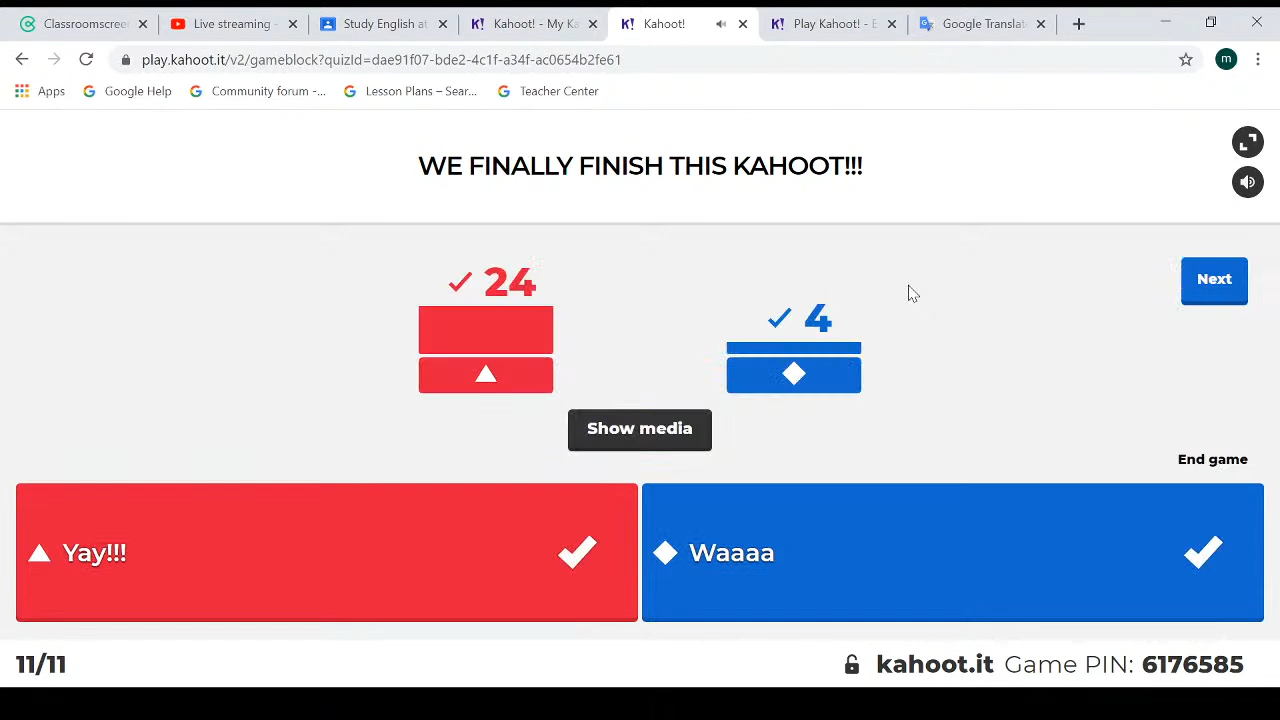 Classroomscree
Live streaming -
Study English at
Kahoot! - My Ka
Kahoot!
Play Kahoot! - E
Google Translat
play.kahoot.it/v2/gameblock?quizId=dae91f07-bde2-4c1f-a34f-ac0654b2fe61
m
Apps
Google Help
Community forum -...
Lesson Plans – Sear...
Teacher Center
WE FINALLY FINISH THIS KAHOOT!!!
24
4
Next
Show media
End game
Yay!!!
Waaaa
11/11
kahoot.it Game PIN: 6176585